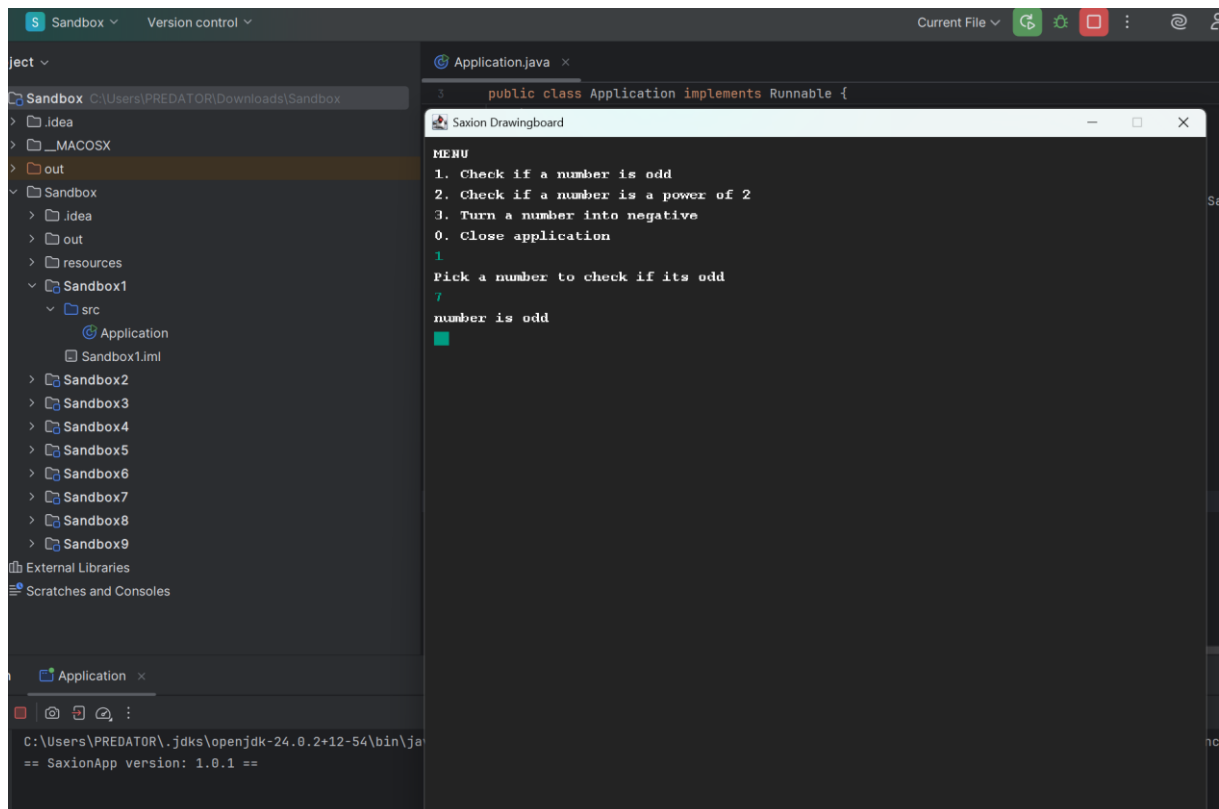 S Sandbox Version control Current File
ject
Sandbox C:\Users\PREDATOR\Downloads\Sandbox
.idea
__MACOSX
out
Sandbox
.idea
out
resources
Sandbox1
src
Application
Sandbox1.iml
Sandbox2
Sandbox3
Sandbox4
Sandbox5
Sandbox6
Sandbox7
Sandbox8
Sandbox9
External Libraries
Scratches and Consoles
Application.java
3 public class Application implements Runnable {
Saxion Drawingboard
MENU
1. Check if a number is odd
2. Check if a number is a power of 2
3. Turn a number into negative
0. Close application
1
Pick a number to check if its odd
7
number is odd
Application
C:\Users\PREDATOR\.jdks\openjdk-24.0.2+12-54\bin\ja
== SaxionApp version: 1.0.1 ==